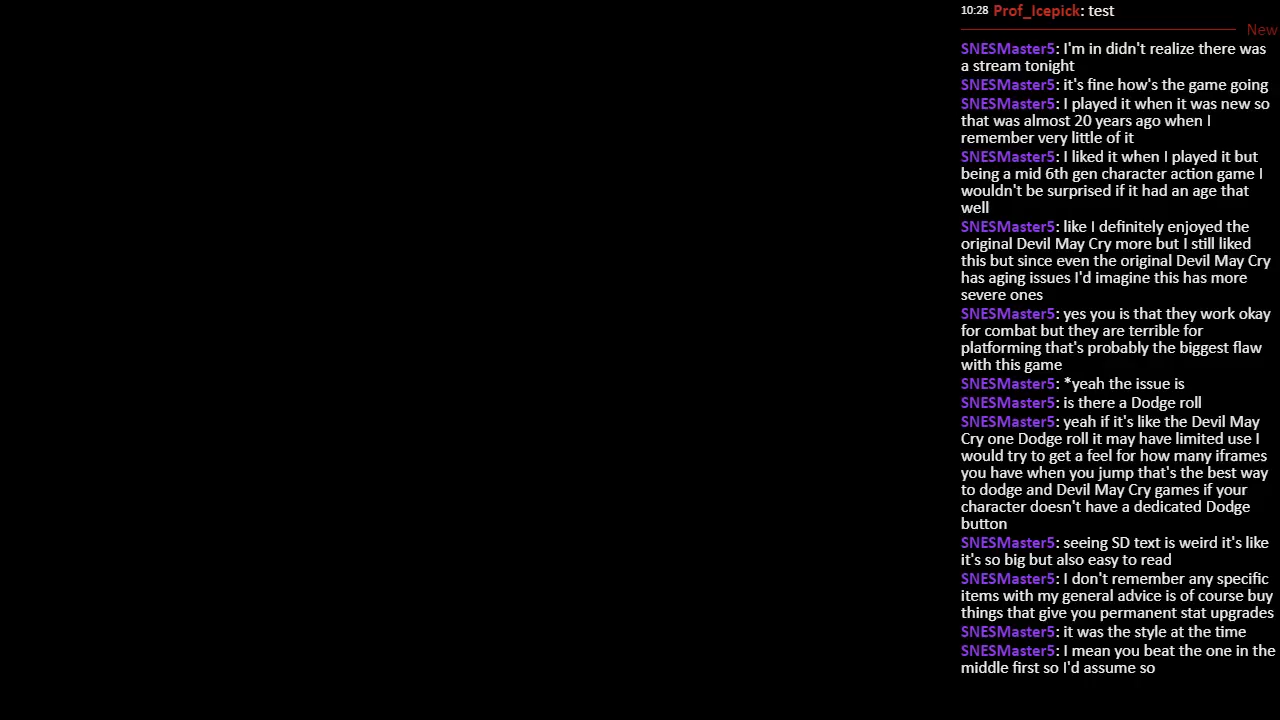 10:28 Prof_Icepick: test
New
SNESMaster5: I'm in didn't realize there was
a stream tonight
SNESMaster5: it's fine how's the game going
SNESMaster5: I played it when it was new so
that was almost 20 years ago when I
remember very little of it
SNESMaster5: I liked it when I played it but
being a mid 6th gen character action game I
wouldn't be surprised if it had an age that
well
SNESMaster5: like I definitely enjoyed the
original Devil May Cry more but I still liked
this but since even the original Devil May Cry
has aging issues I'd imagine this has more
severe ones
SNESMaster5: yes you is that they work okay
for combat but they are terrible for
platforming that's probably the biggest flaw
with this game
SNESMaster5: *yeah the issue is
SNESMaster5: is there a Dodge roll
SNESMaster5: yeah if it's like the Devil May
Cry one Dodge roll it may have limited use I
would try to get a feel for how many iframes
you have when you jump that's the best way
to dodge and Devil May Cry games if your
character doesn't have a dedicated Dodge
button
SNESMaster5: seeing SD text is weird it's like
it's so big but also easy to read
SNESMaster5: I don't remember any specific
items with my general advice is of course buy
things that give you permanent stat upgrades
SNESMaster5: it was the style at the time
SNESMaster5: I mean you beat the one in the
middle first so I'd assume so